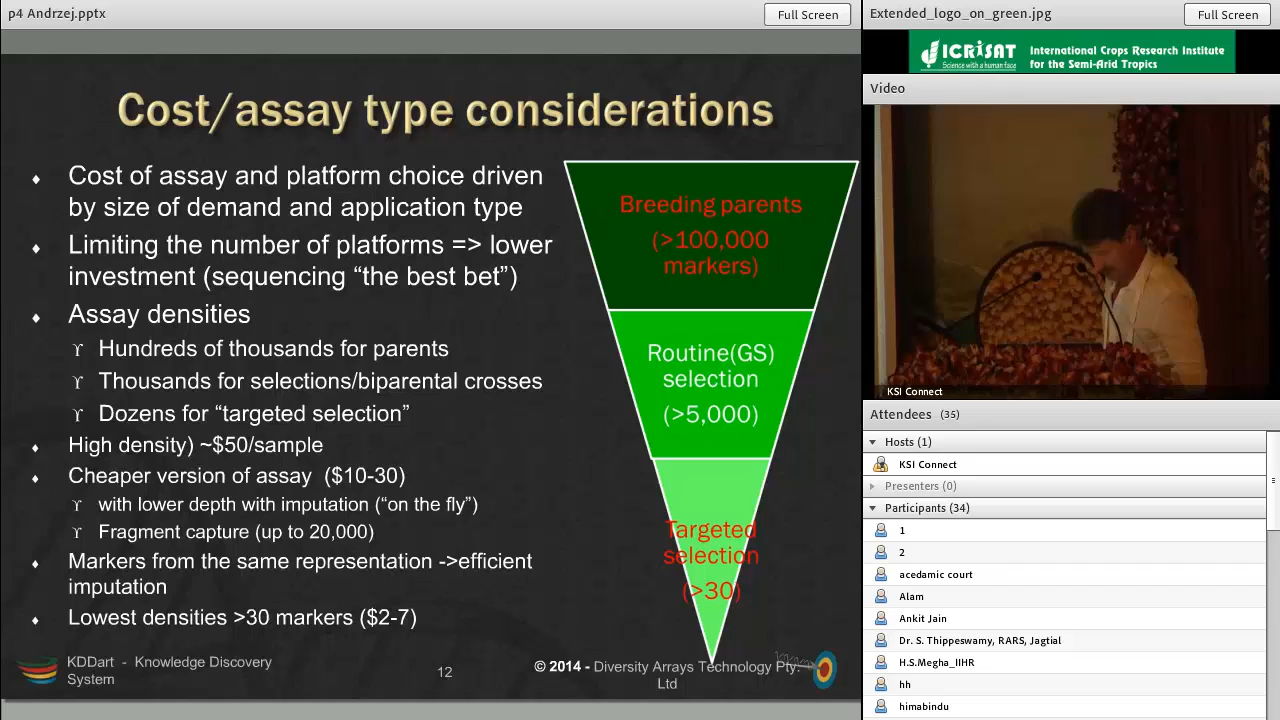 p4 Andrzej.pptx
Full Screen
Cost/assay type considerations
Cost of assay and platform choice driven
by size of demand and application type
Limiting the number of platforms => lower
investment (sequencing “the best bet”)
Assay densities
Hundreds of thousands for parents
Thousands for selections/biparental crosses
Dozens for “targeted selection”
High density) ~$50/sample
Cheaper version of assay ($10-30)
with lower depth with imputation (“on the fly”)
Fragment capture (up to 20,000)
Markers from the same representation ->efficient
imputation
Lowest densities >30 markers ($2-7)
Breeding parents
(>100,000
markers)
Routine(GS)
selection
(>5,000)
Targeted
selection
(>30)
KDDart - Knowledge Discovery
System
12
© 2014 - Diversity Arrays Technology Pty.
Ltd
Extended_logo_on_green.jpg
Full Screen
ICRISAT
Science with a human face
International Crops Research Institute
for the Semi-Arid Tropics
Video
KSI Connect
Attendees (35)
Hosts (1)
KSI Connect
Presenters (0)
Participants (34)
1
2
acedamic court
Alam
Ankit Jain
Dr. S. Thippeswamy, RARS, Jagtial
H.S.Megha_IIHR
hh
himabindu